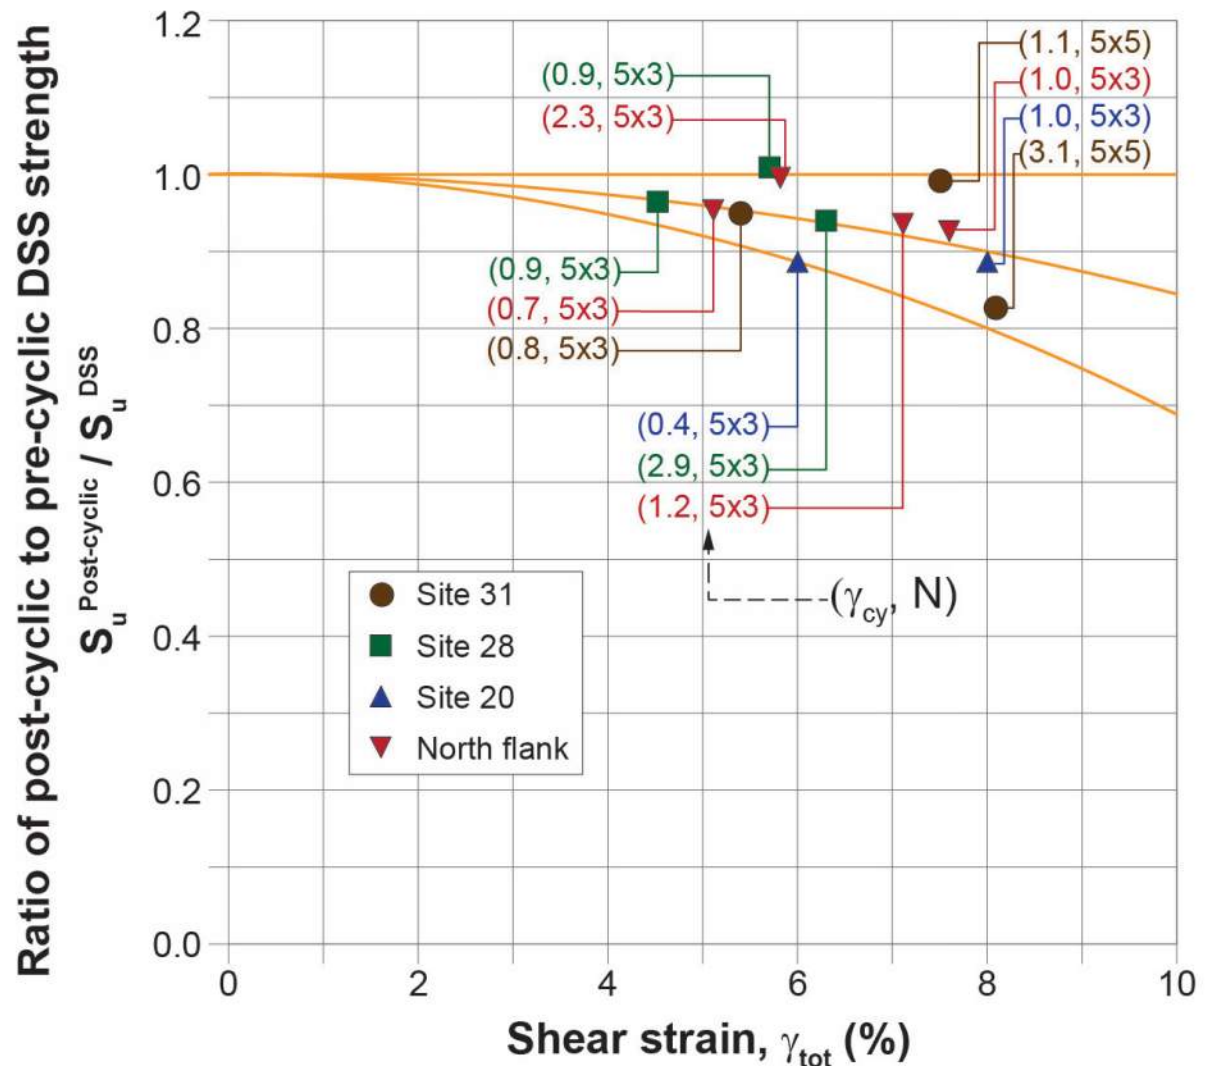 Ratio of post-cyclic to pre-cyclic DSS strength
S_u^Post-cyclic / S_u^DSS
1.2
1.0
0.8
0.6
0.4
0.2
0.0
(0.9, 5x3)
(2.3, 5x3)
(1.1, 5x5)
(1.0, 5x3)
(1.0, 5x3)
(3.1, 5x5)
(0.9, 5x3)
(0.7, 5x3)
(0.8, 5x3)
(0.4, 5x3)
(2.9, 5x3)
(1.2, 5x3)
(γ_cy, N)
Site 31
Site 28
Site 20
North flank
0 2 4 6 8 10
Shear strain, γ_tot (%)